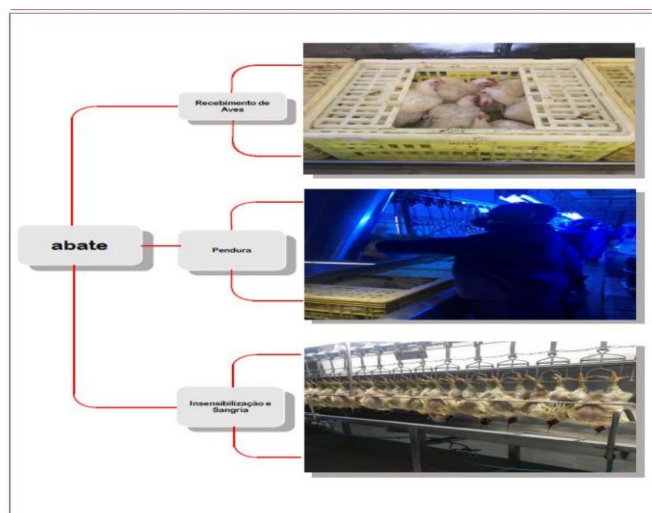 Recebimento de
Aves
abate
Pendura
Insensibilização e
Sangria